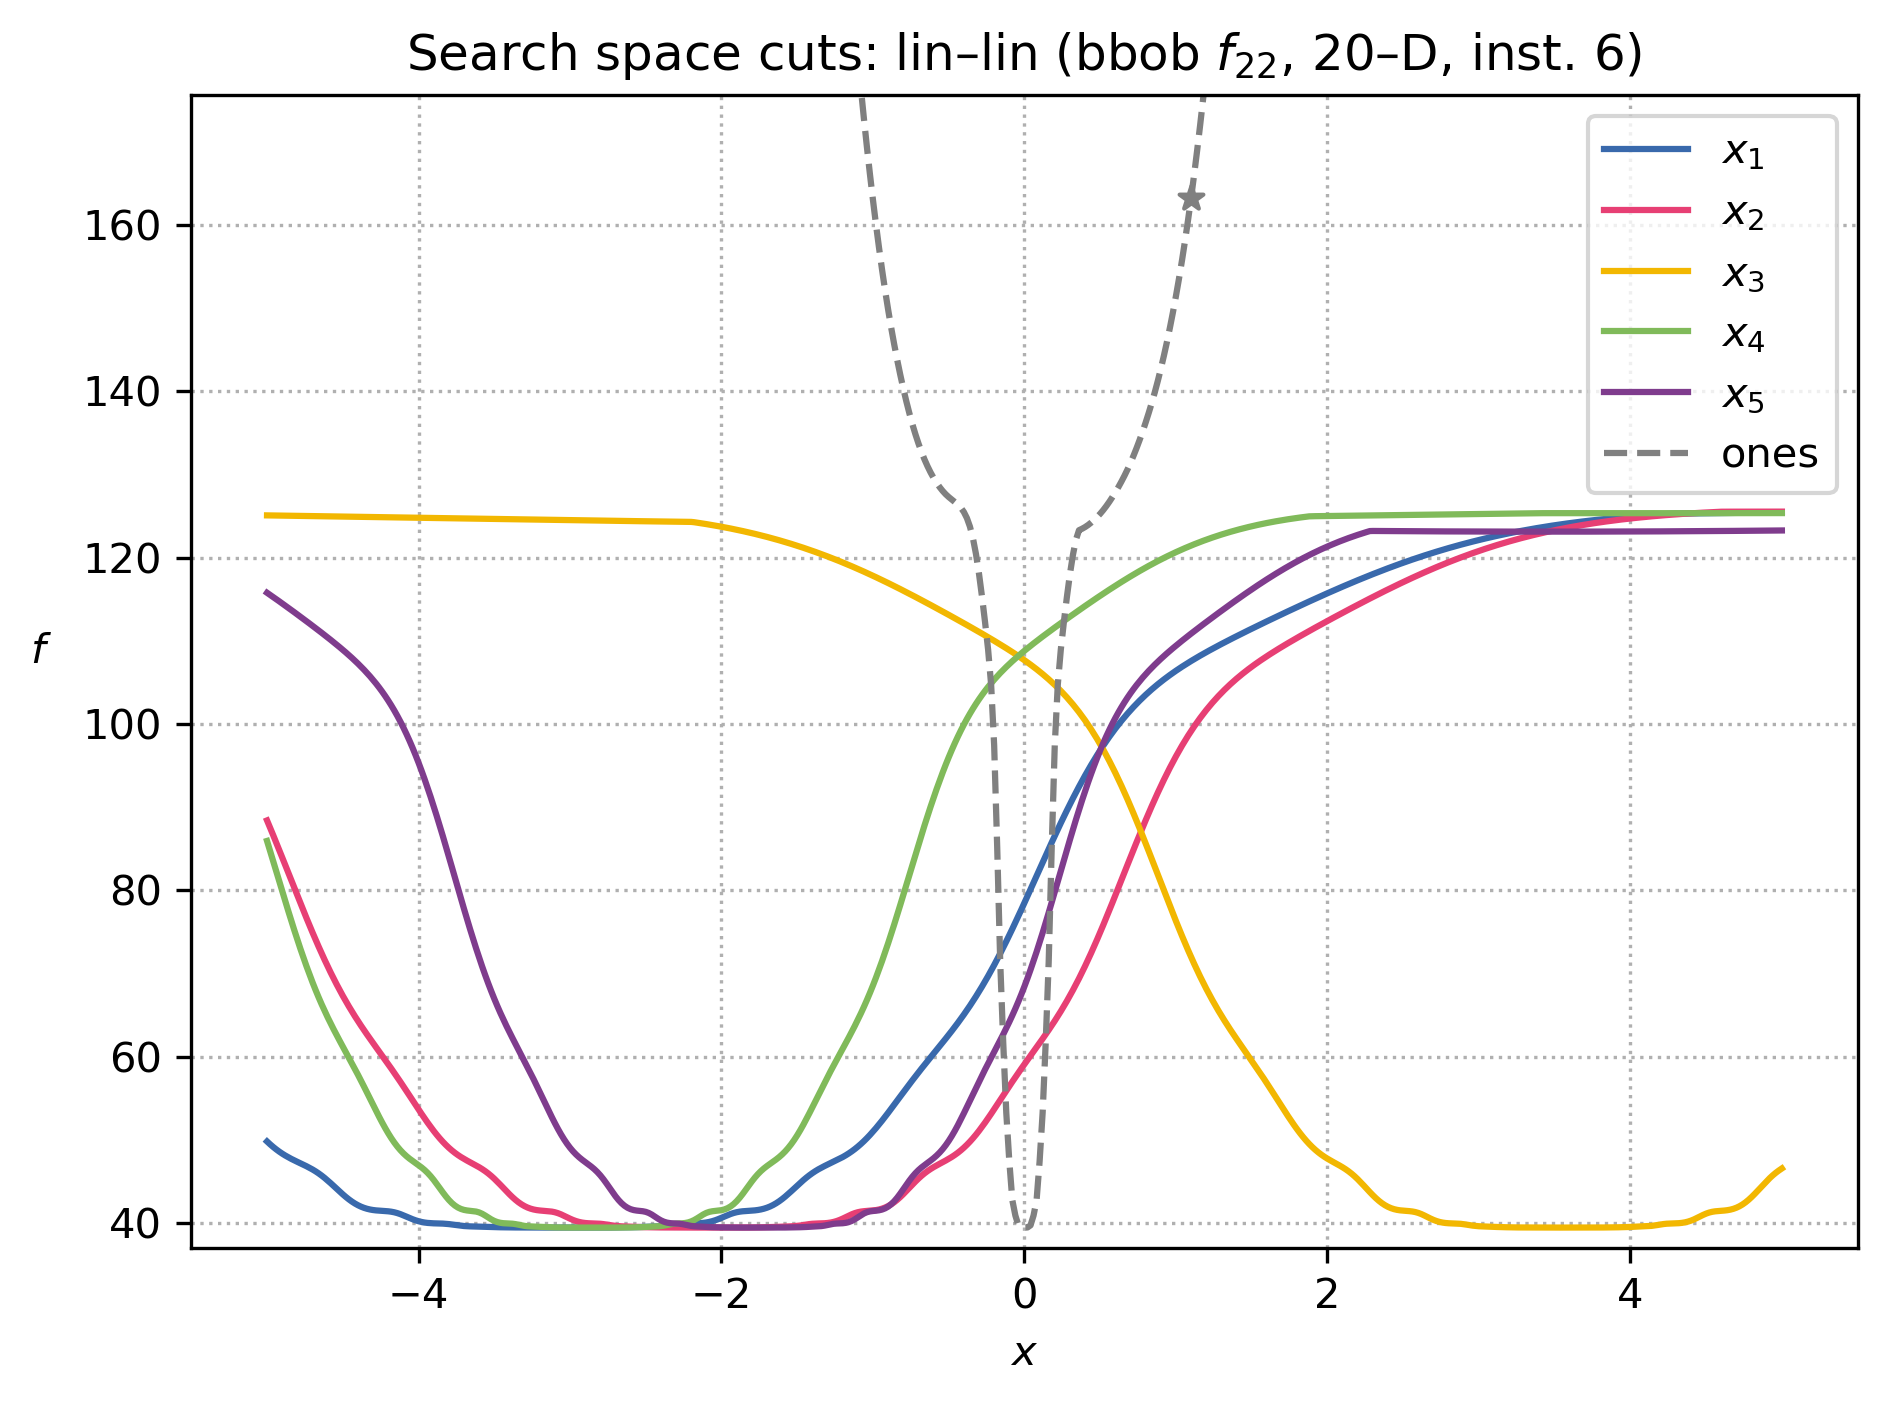 Search space cuts: lin–lin (bbob f₂₂, 20–D, inst. 6)
x₁
x₂
x₃
x₄
x₅
ones
160
140
120
100
80
60
40
f
−4
−2
0
2
4
x